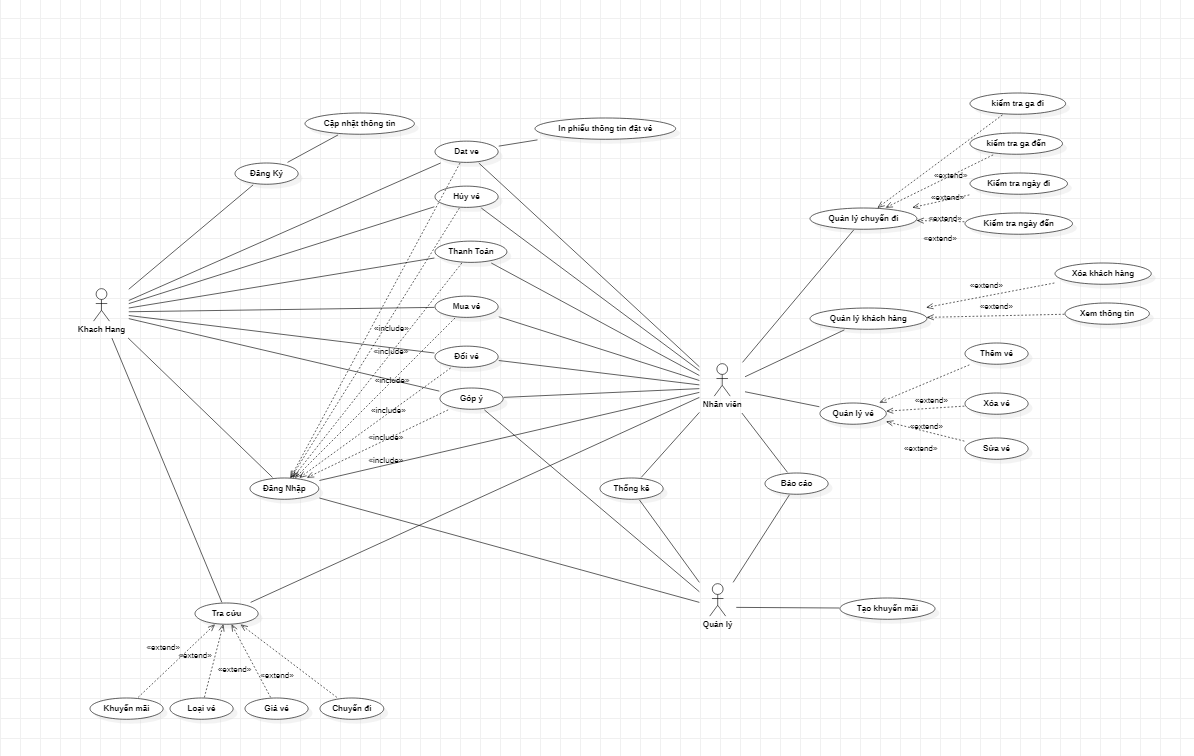 kiểm tra ga đi
Cập nhật thông tin
In phiếu thông tin đặt vé
kiểm tra ga đến
Dat ve
Đăng Ký
«extend»
Kiểm tra ngày đi
Hủy vé
«extend»
Quản lý chuyến đi
«extend»
Kiểm tra ngày đến
«extend»
Thanh Toán
Xóa khách hàng
«extend»
Mua vé
«extend»
Xem thông tin
Quản lý khách hàng
Khach Hang
«include»
«include»
Đổi vé
Thêm vé
«include»
Góp ý
Nhân viên
«extend»
Xóa vé
«include»
Quản lý vé
«extend»
«include»
«extend»
Sửa vé
«include»
Đăng Nhập
Thống kê
Báo cáo
Tra cứu
Quản lý
Tạo khuyến mãi
«extend»
«extend»
«extend»
«extend»
Khuyến mãi
Loại vé
Giá vé
Chuyến đi